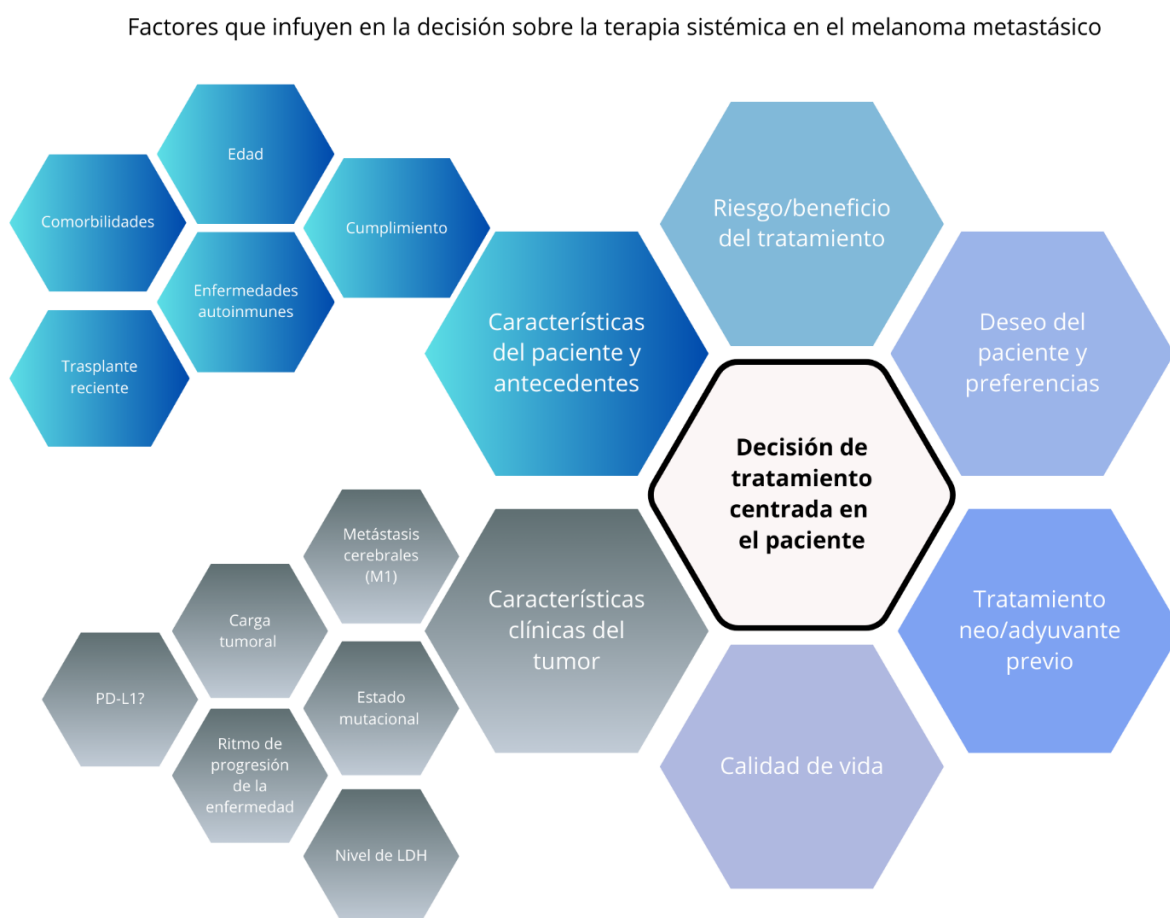 Factores que infuyen en la decisión sobre la terapia sistémica en el melanoma metastásico
Edad
Comorbilidades
Cumplimiento
Enfermedades
autoinmunes
Trasplante
reciente
Características
del paciente y
antecedentes
Riesgo/beneficio
del tratamiento
Deseo del
paciente y
preferencias
Decisión de
tratamiento
centrada en
el paciente
Metástasis
cerebrales
(M1)
Carga
tumoral
PD-L1?
Estado
mutacional
Ritmo de
progresión
de la
enfermedad
Nivel de LDH
Características
clínicas del
tumor
Tratamiento
neo/adyuvante
previo
Calidad de vida